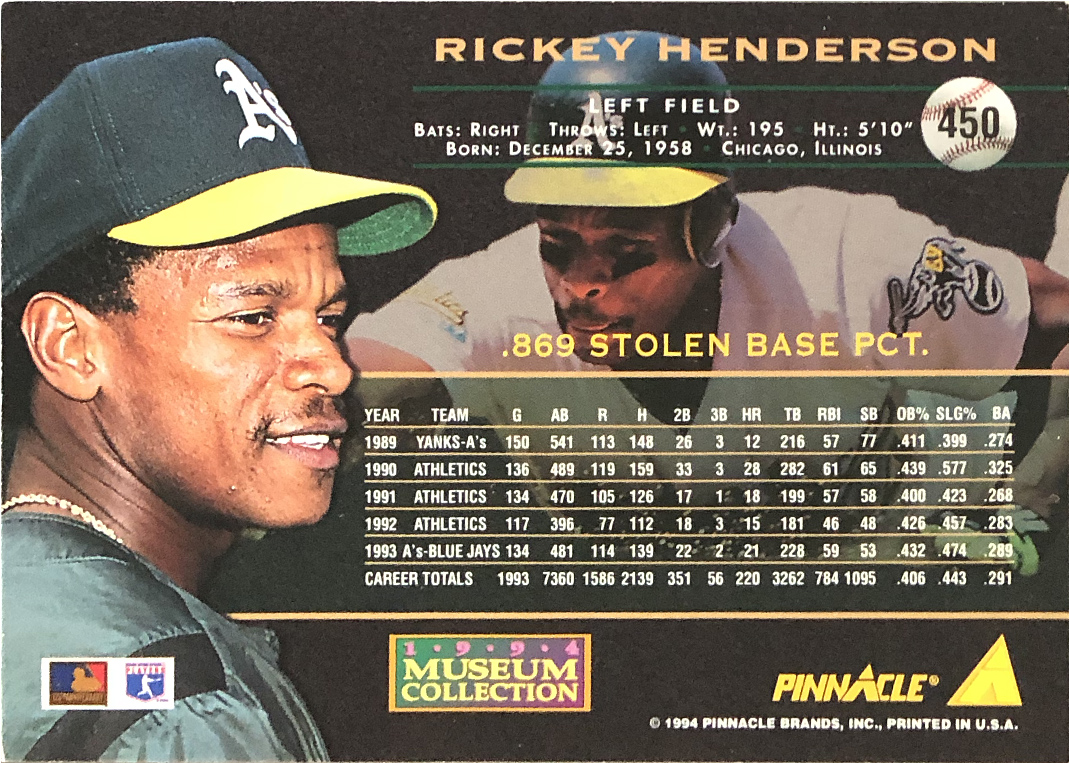 RICKEY HENDERSON
LEFT FIELD
450
BATS: RIGHT • THROWS: LEFT • WT.: 195 • HT.: 5'10"
BORN: DECEMBER 25, 1958 • CHICAGO, ILLINOIS
A's
A's
.869 STOLEN BASE PCT.
YEAR TEAM G AB R H 2B 3B HR TB RBI SB OB% SLG% BA
1989 YANKS-A's 150 541 113 148 26 3 12 216 57 77 .411 .399 .274
1990 ATHLETICS 136 489 119 159 33 3 28 282 61 65 .439 .577 .325
1991 ATHLETICS 134 470 105 126 17 1 18 199 57 58 .400 .423 .268
1992 ATHLETICS 117 396 77 112 18 3 15 181 46 48 .426 .457 .283
1993 A's-BLUE JAYS 134 481 114 139 22 2 21 228 59 53 .432 .474 .289
CAREER TOTALS 1993 7360 1586 2139 351 56 220 3262 784 1095 .406 .443 .291
1•9•9•4
MUSEUM
COLLECTION
PINNACLE®
© 1994 PINNACLE BRANDS, INC., PRINTED IN U.S.A.